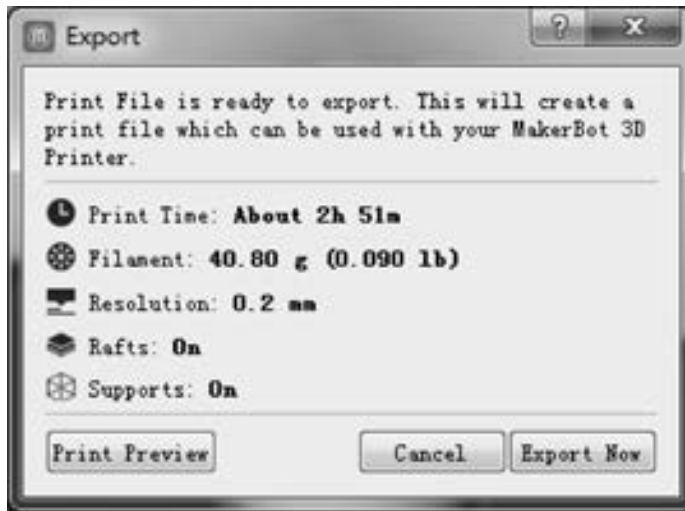 Export
Print File is ready to export. This will create a
print file which can be used with your MakerBot 3D
Printer.
Print Time: About 2h 51m
Filament: 40.80 g (0.090 lb)
Resolution: 0.2 mm
Rafts: On
Supports: On
Print Preview Cancel Export Now